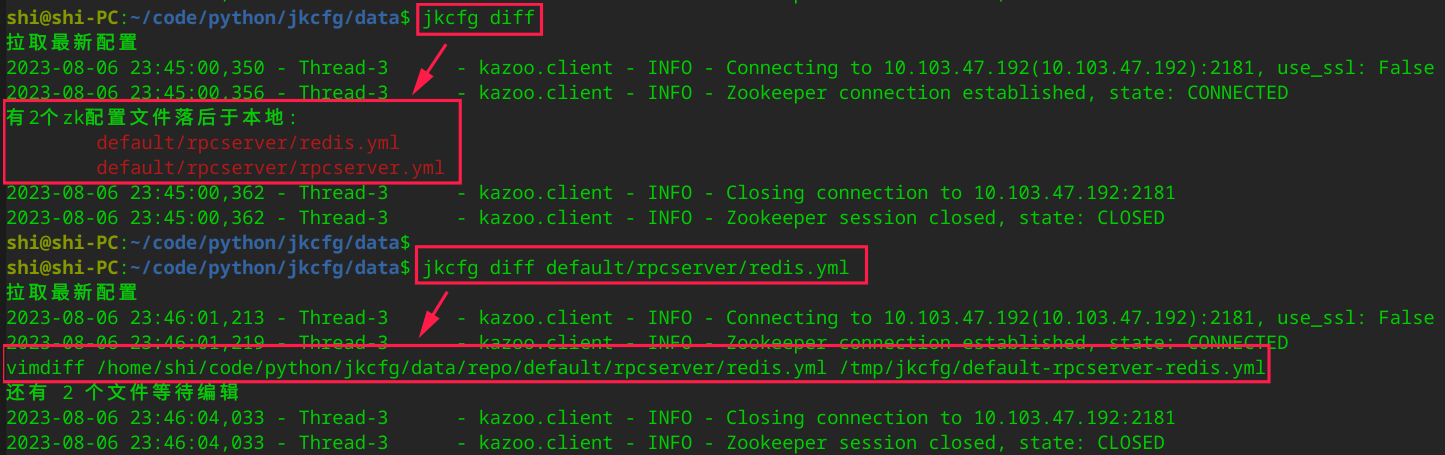 shi@shi-PC:~/code/python/jkcfg/data$ jkcfg diff
拉取最新配置
2023-08-06 23:45:00,350 - Thread-3      - kazoo.client - INFO - Connecting to 10.103.47.192(10.103.47.192):2181, use_ssl: False
2023-08-06 23:45:00,356 - Thread-3      - kazoo.client - INFO - Zookeeper connection established, state: CONNECTED
有2个zk配置文件落后于本地:
        default/rpcserver/redis.yml
        default/rpcserver/rpcserver.yml
2023-08-06 23:45:00,362 - Thread-3      - kazoo.client - INFO - Closing connection to 10.103.47.192:2181
2023-08-06 23:45:00,362 - Thread-3      - kazoo.client - INFO - Zookeeper session closed, state: CLOSED
shi@shi-PC:~/code/python/jkcfg/data$
shi@shi-PC:~/code/python/jkcfg/data$ jkcfg diff default/rpcserver/redis.yml
拉取最新配置
2023-08-06 23:46:01,213 - Thread-3      - kazoo.client - INFO - Connecting to 10.103.47.192(10.103.47.192):2181, use_ssl: False
2023-08-06 23:46:01,219 - Thread-3      - kazoo.client - INFO - Zookeeper connection established, state: CONNECTED
vimdiff /home/shi/code/python/jkcfg/data/repo/default/rpcserver/redis.yml /tmp/jkcfg/default-rpcserver-redis.yml
还有 2 个文件等待编辑
2023-08-06 23:46:04,033 - Thread-3      - kazoo.client - INFO - Closing connection to 10.103.47.192:2181
2023-08-06 23:46:04,033 - Thread-3      - kazoo.client - INFO - Zookeeper session closed, state: CLOSED